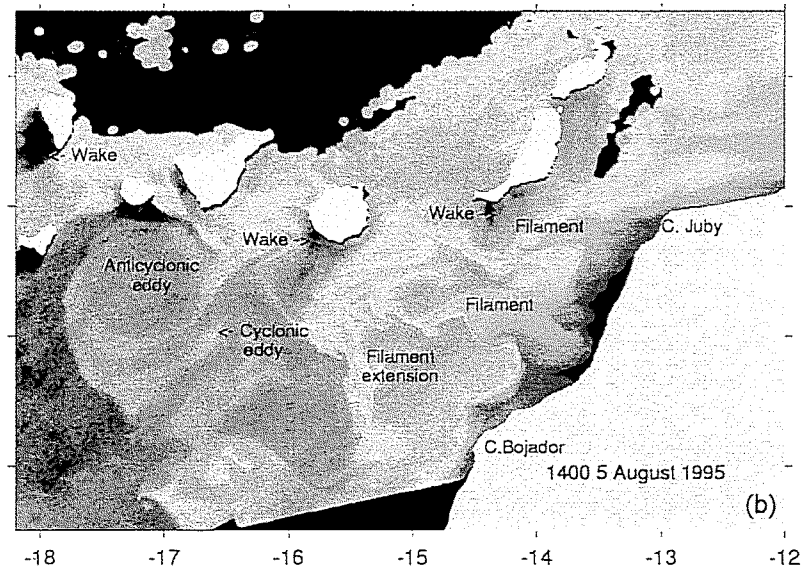 <- Wake
Wake
Filament
C. Juby
Wake ->
Anticyclonic
eddy
Filament
<- Cyclonic
eddy
Filament
extension
C.Bojador
1400 5 August 1995
(b)
-18 -17 -16 -15 -14 -13 -12